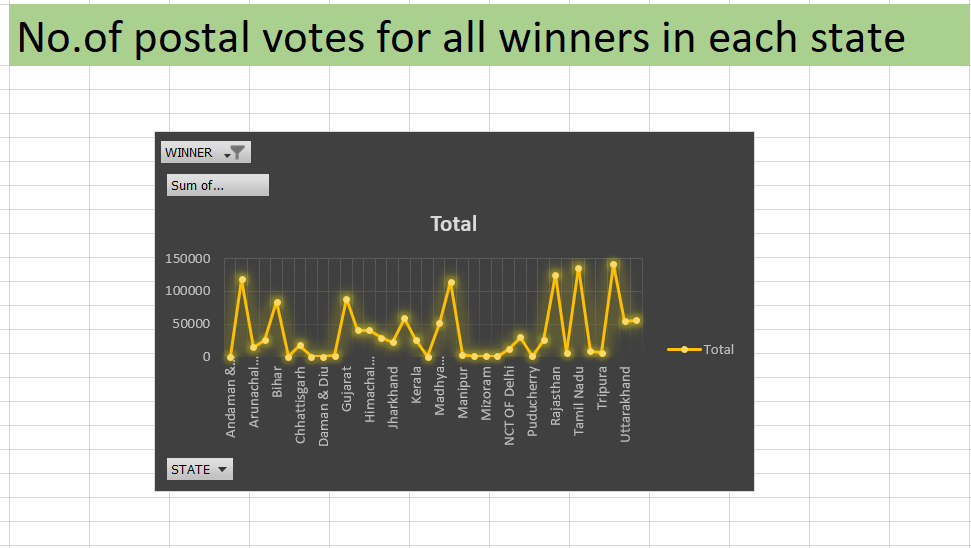 No.of postal votes for all winners in each state
WINNER
Sum of...
Total
150000
100000
50000
0
Total
Andaman &...
Arunachal...
Bihar
Chhattisgarh
Daman & Diu
Gujarat
Himachal...
Jharkhand
Kerala
Madhya...
Manipur
Mizoram
NCT OF Delhi
Puducherry
Rajasthan
Tamil Nadu
Tripura
Uttarakhand
STATE